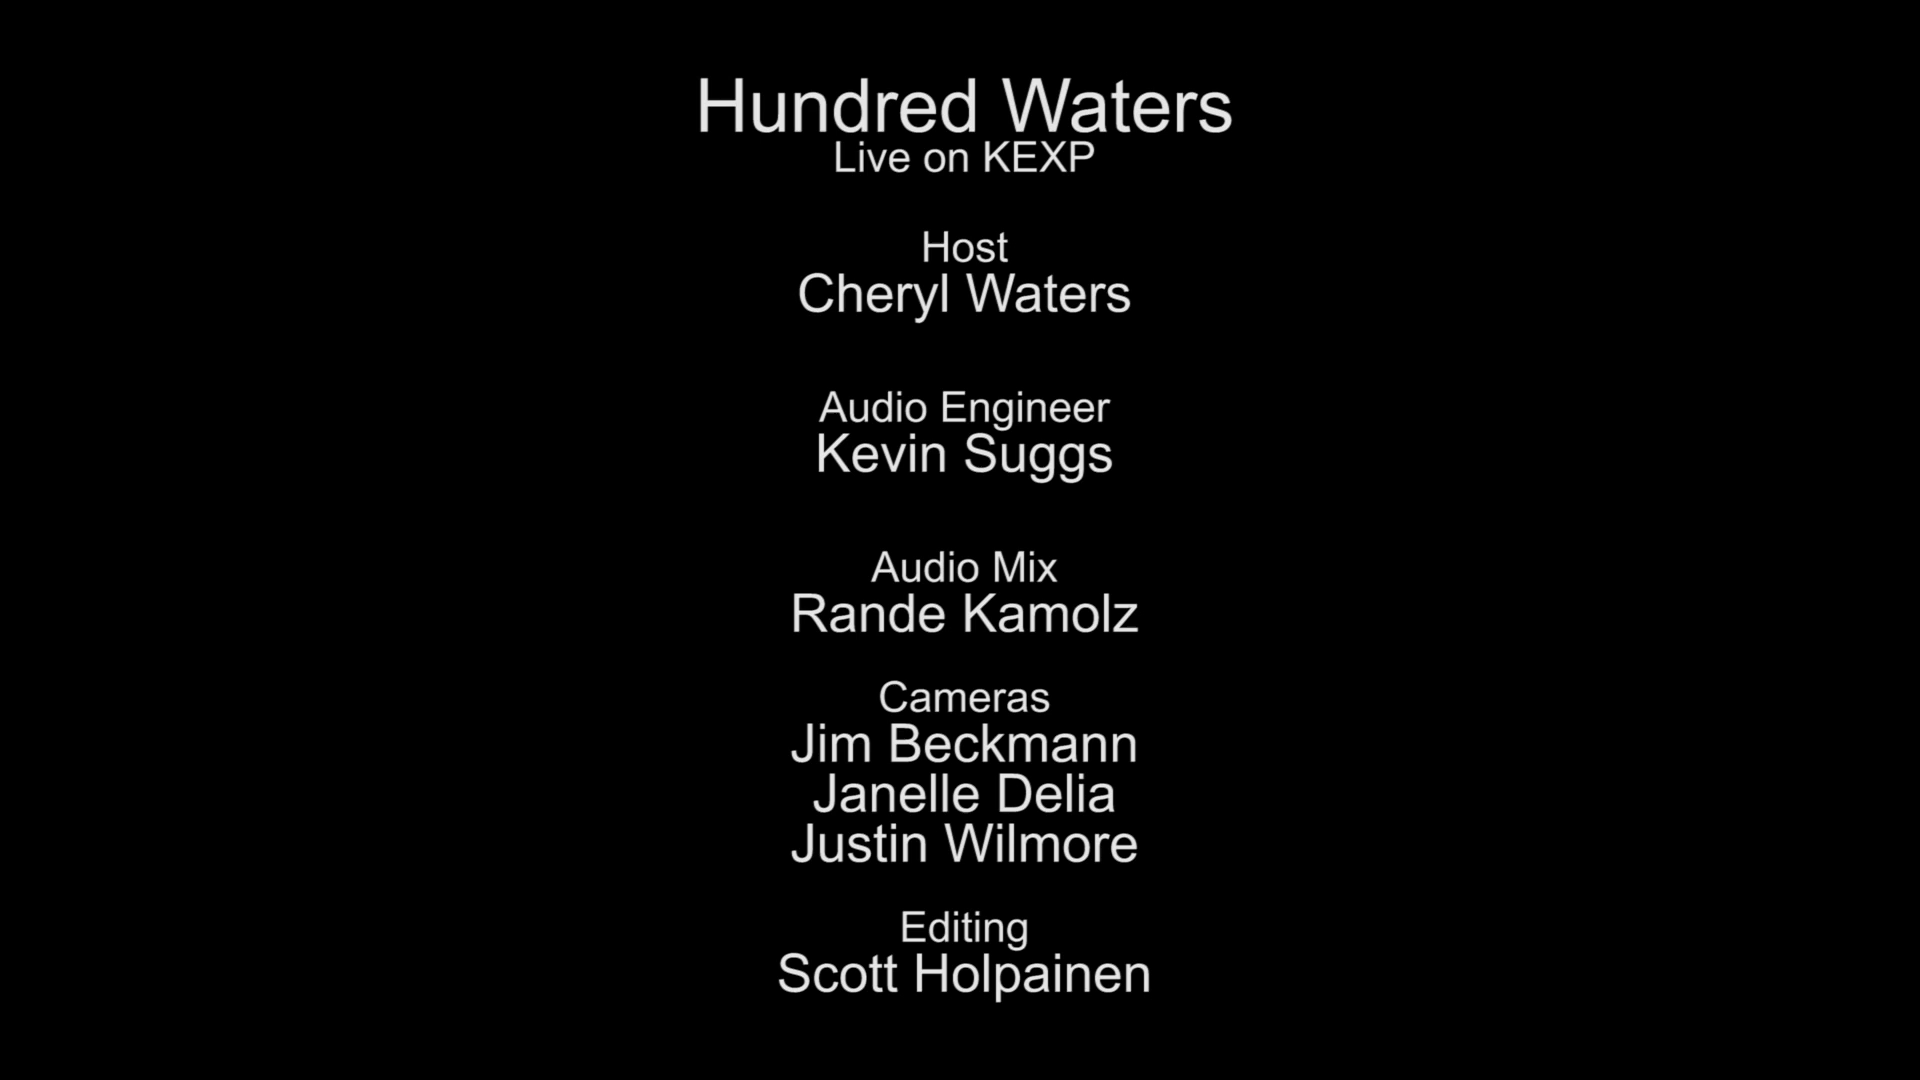 Hundred Waters
Live on KEXP
Host
Cheryl Waters
Audio Engineer
Kevin Suggs
Audio Mix
Rande Kamolz
Cameras
Jim Beckmann
Janelle Delia
Justin Wilmore
Editing
Scott Holpainen